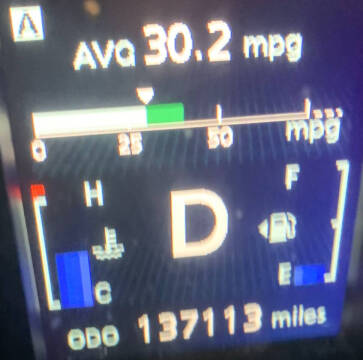 A
AVG 30.2 mpg
0 25 50 mpg
H F
D
C E
ODO 137113 miles